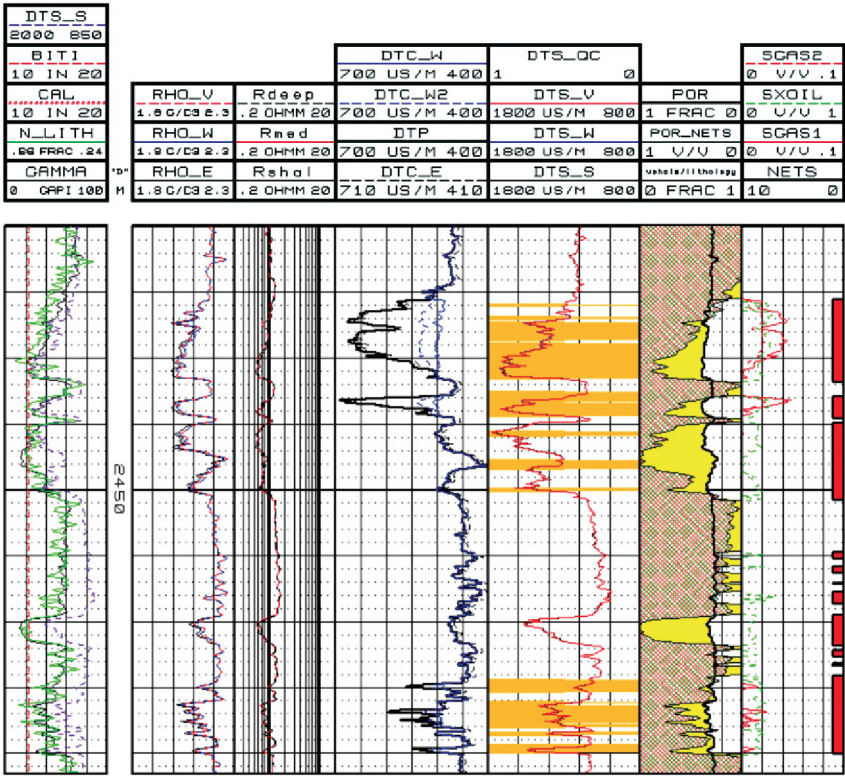 DTS_S
2000 850
BITI
10 IN 20
CAL
10 IN 20
N_LITH
.66 FRAC .24
GAMMA
0 GAPI 100
"D"
M
RHO_V
1.8 G/C3 2.3
RHO_W
1.8 G/C3 2.3
RHO_E
1.8 G/C3 2.3
Rdeep
.2 OHMM 20
Rmed
.2 OHMM 20
Rshal
.2 OHMM 20
DTC_W
700 US/M 400
DTC_W2
700 US/M 400
DTP
700 US/M 400
DTC_E
710 US/M 410
DTS_QC
1 0
DTS_V
1800 US/M 800
DTS_W
1800 US/M 800
DTS_S
1800 US/M 800
POR
1 FRAC 0
POR_NETS
1 V/V 0
vshale/lithology
0 FRAC 1
SGAS2
0 V/V .1
SXOIL
0 V/V 1
SGAS1
0 V/V .1
NETS
10 0
2450